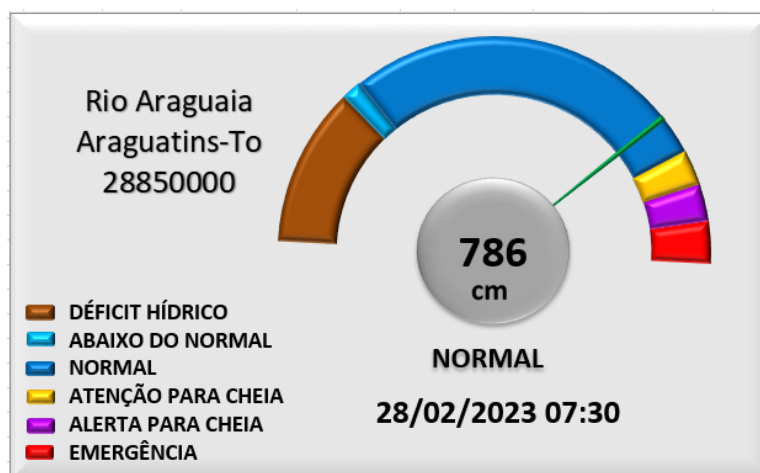 Rio Araguaia
Araguatins-To
28850000
786
cm
DÉFICIT HÍDRICO
ABAIXO DO NORMAL
NORMAL
ATENÇÃO PARA CHEIA
ALERTA PARA CHEIA
EMERGÊNCIA
NORMAL
28/02/2023 07:30